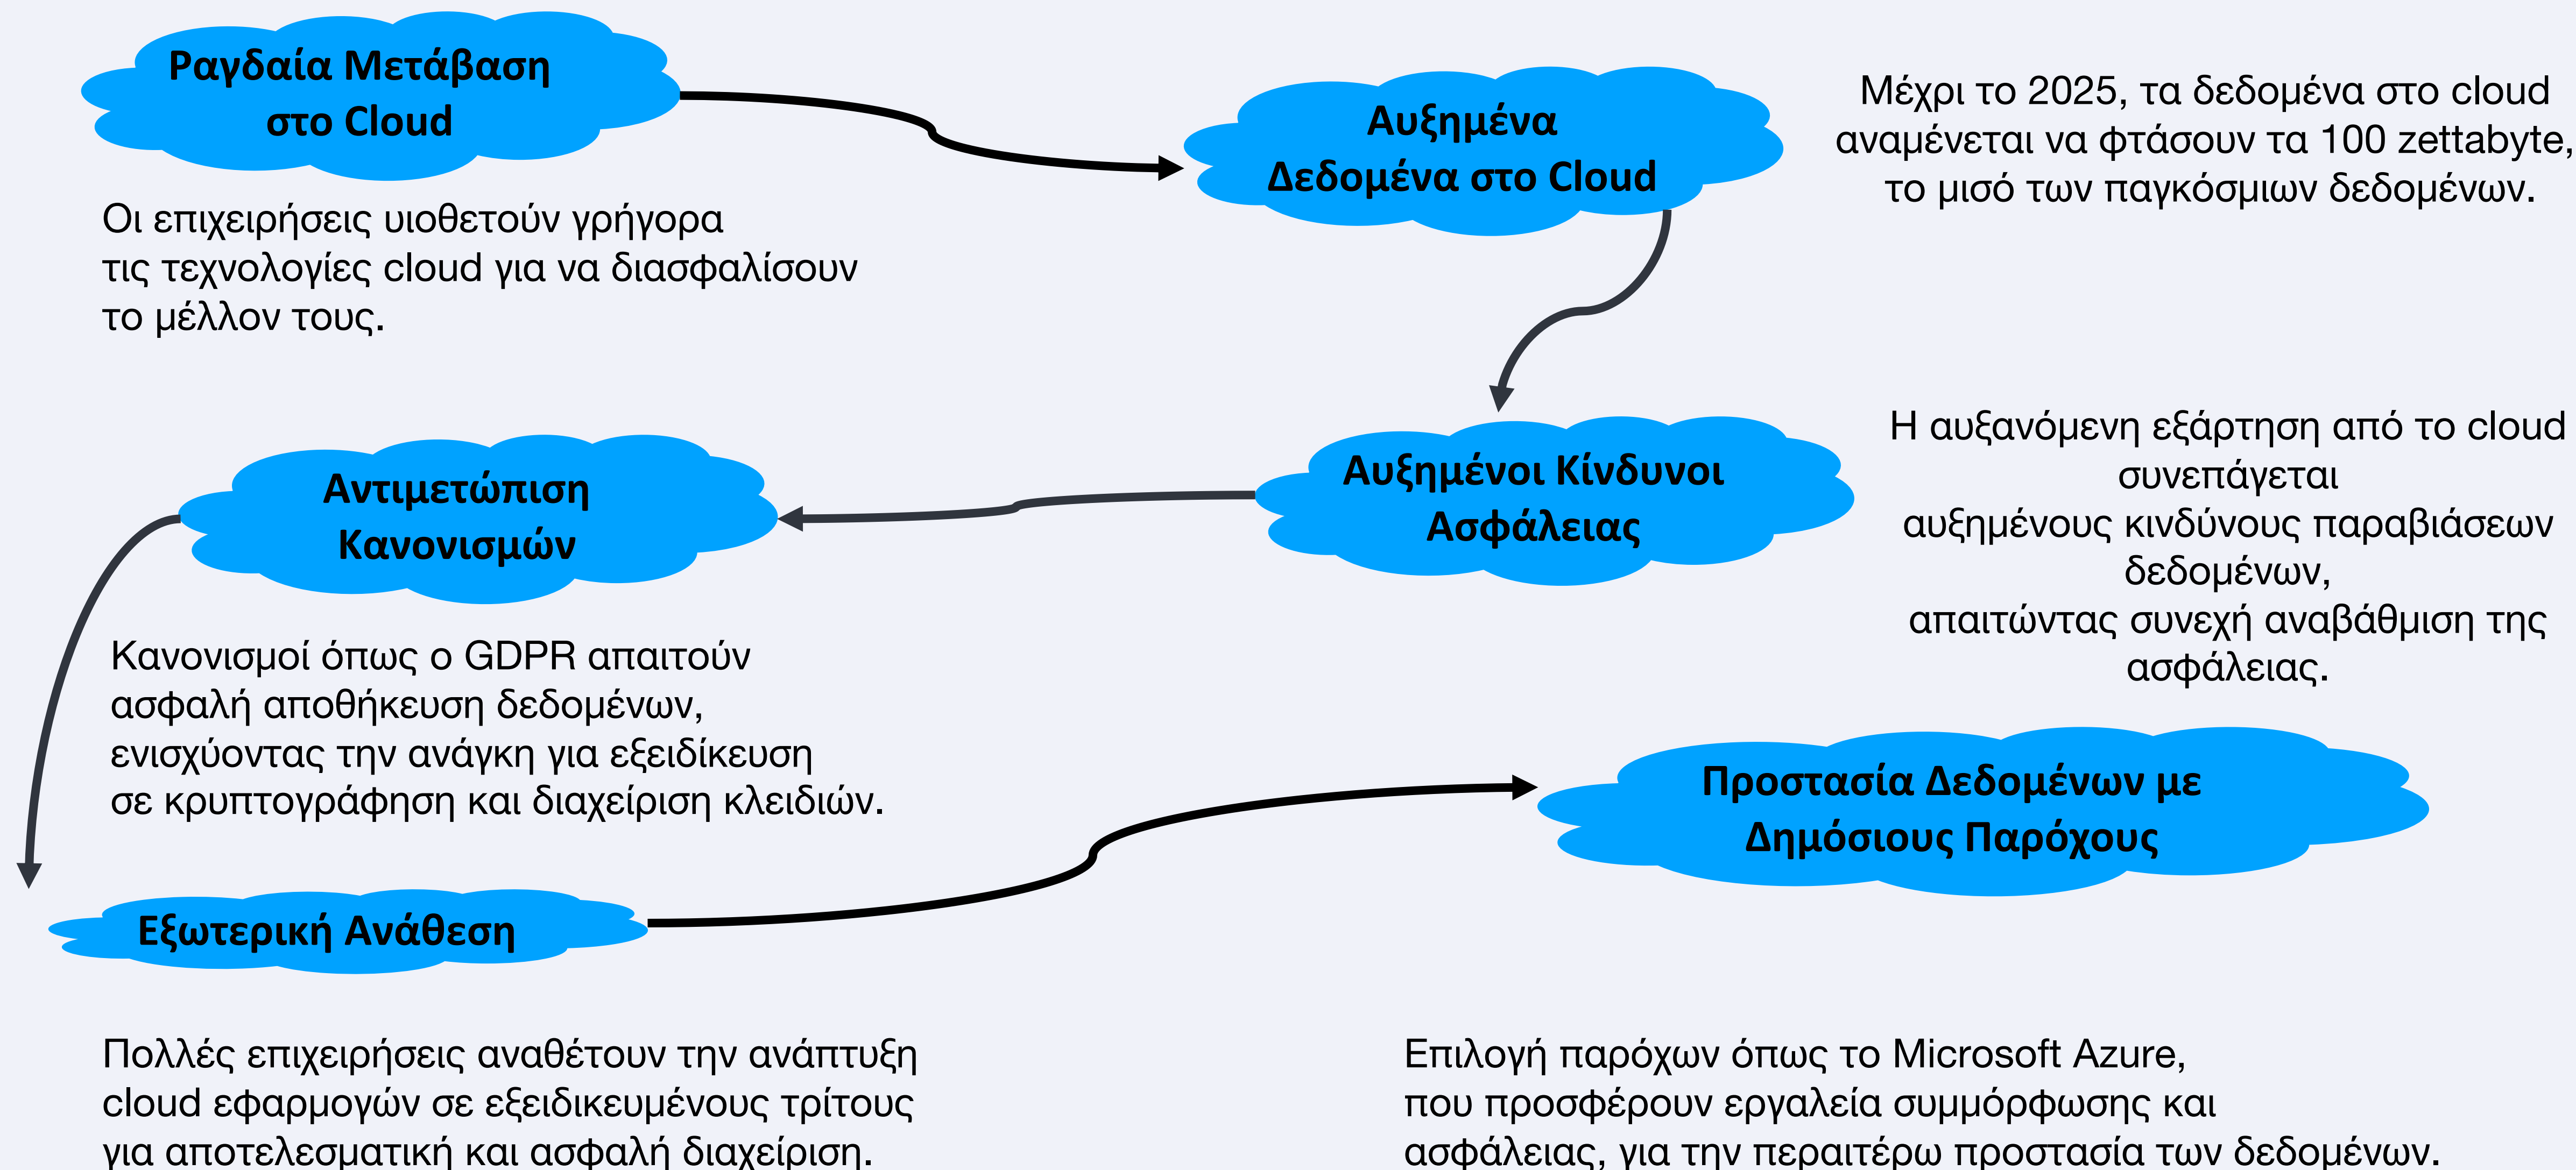 Ραγδαία Μετάβαση
στο Cloud
Οι επιχειρήσεις υιοθετούν γρήγορα
τις τεχνολογίες cloud για να διασφαλίσουν
το μέλλον τους.
Αυξημένα
Δεδομένα στο Cloud
Μέχρι το 2025, τα δεδομένα στο cloud
αναμένεται να φτάσουν τα 100 zettabyte,
το μισό των παγκόσμιων δεδομένων.
Αυξημένοι Κίνδυνοι
Ασφάλειας
Η αυξανόμενη εξάρτηση από το cloud
συνεπάγεται
αυξημένους κινδύνους παραβιάσεων
δεδομένων,
απαιτώντας συνεχή αναβάθμιση της
ασφάλειας.
Αντιμετώπιση
Κανονισμών
Κανονισμοί όπως ο GDPR απαιτούν
ασφαλή αποθήκευση δεδομένων,
ενισχύοντας την ανάγκη για εξειδίκευση
σε κρυπτογράφηση και διαχείριση κλειδιών.
Εξωτερική Ανάθεση
Πολλές επιχειρήσεις αναθέτουν την ανάπτυξη
cloud εφαρμογών σε εξειδικευμένους τρίτους
για αποτελεσματική και ασφαλή διαχείριση.
Προστασία Δεδομένων με
Δημόσιους Παρόχους
Επιλογή παρόχων όπως το Microsoft Azure,
που προσφέρουν εργαλεία συμμόρφωσης και
ασφάλειας, για την περαιτέρω προστασία των δεδομένων.